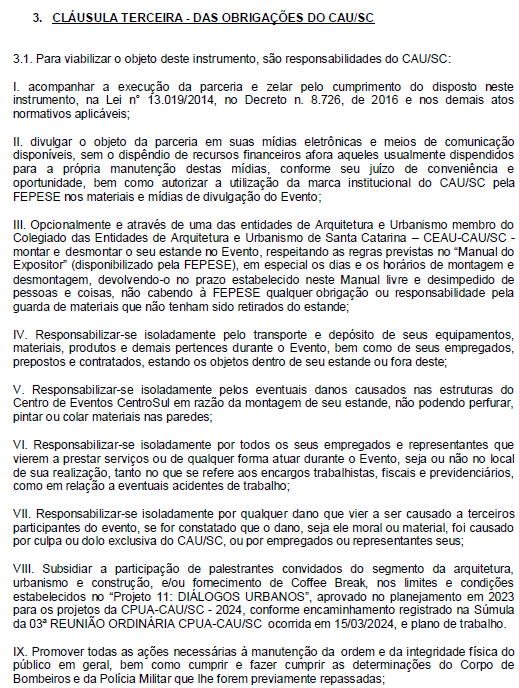 3. CLÁUSULA TERCEIRA - DAS OBRIGAÇÕES DO CAU/SC
3.1. Para viabilizar o objeto deste instrumento, são responsabilidades do CAU/SC:
I. acompanhar a execução da parceria e zelar pelo cumprimento do disposto neste
instrumento, na Lei n° 13.019/2014, no Decreto n. 8.726, de 2016 e nos demais atos
normativos aplicáveis;
II. divulgar o objeto da parceria em suas mídias eletrônicas e meios de comunicação
disponíveis, sem o dispêndio de recursos financeiros afora aqueles usualmente dispendidos
para a própria manutenção destas mídias, conforme seu juízo de conveniência e
oportunidade, bem como autorizar a utilização da marca institucional do CAU/SC pela
FEPESE nos materiais e mídias de divulgação do Evento;
III. Opcionalmente e através de uma das entidades de Arquitetura e Urbanismo membro do
Colegiado das Entidades de Arquitetura e Urbanismo de Santa Catarina – CEAU-CAU/SC -
montar e desmontar o seu estande no Evento, respeitando as regras previstas no “Manual do
Expositor” (disponibilizado pela FEPESE), em especial os dias e os horários de montagem e
desmontagem, devolvendo-o no prazo estabelecido neste Manual livre e desimpedido de
pessoas e coisas, não cabendo à FEPESE qualquer obrigação ou responsabilidade pela
guarda de materiais que não tenham sido retirados do estande;
IV. Responsabilizar-se isoladamente pelo transporte e depósito de seus equipamentos,
materiais, produtos e demais pertences durante o Evento, bem como de seus empregados,
prepostos e contratados, estando os objetos dentro de seu estande ou fora deste;
V. Responsabilizar-se isoladamente pelos eventuais danos causados nas estruturas do
Centro de Eventos CentroSul em razão da montagem de seu estande, não podendo perfurar,
pintar ou colar materiais nas paredes;
VI. Responsabilizar-se isoladamente por todos os seus empregados e representantes que
vierem a prestar serviços ou de qualquer forma atuar durante o Evento, seja ou não no local
de sua realização, tanto no que se refere aos encargos trabalhistas, fiscais e previdenciários,
como em relação a eventuais acidentes de trabalho;
VII. Responsabilizar-se isoladamente por qualquer dano que vier a ser causado a terceiros
participantes do evento, se for constatado que o dano, seja ele moral ou material, foi causado
por culpa ou dolo exclusiva do CAU/SC, ou por empregados ou representantes seus;
VIII. Subsidiar a participação de palestrantes convidados do segmento da arquitetura,
urbanismo e construção, e/ou fornecimento de Coffee Break, nos limites e condições
estabelecidos no “Projeto 11: DIÁLOGOS URBANOS”, aprovado no planejamento em 2023
para os projetos da CPUA-CAU/SC - 2024, conforme encaminhamento registrado na Súmula
da 03ª REUNIÃO ORDINÁRIA CPUA-CAU/SC ocorrida em 15/03/2024, e plano de trabalho.
IX. Promover todas as ações necessárias à manutenção da ordem e da integridade física do
público em geral, bem como cumprir e fazer cumprir as determinações do Corpo de
Bombeiros e da Polícia Militar que lhe forem previamente repassadas;